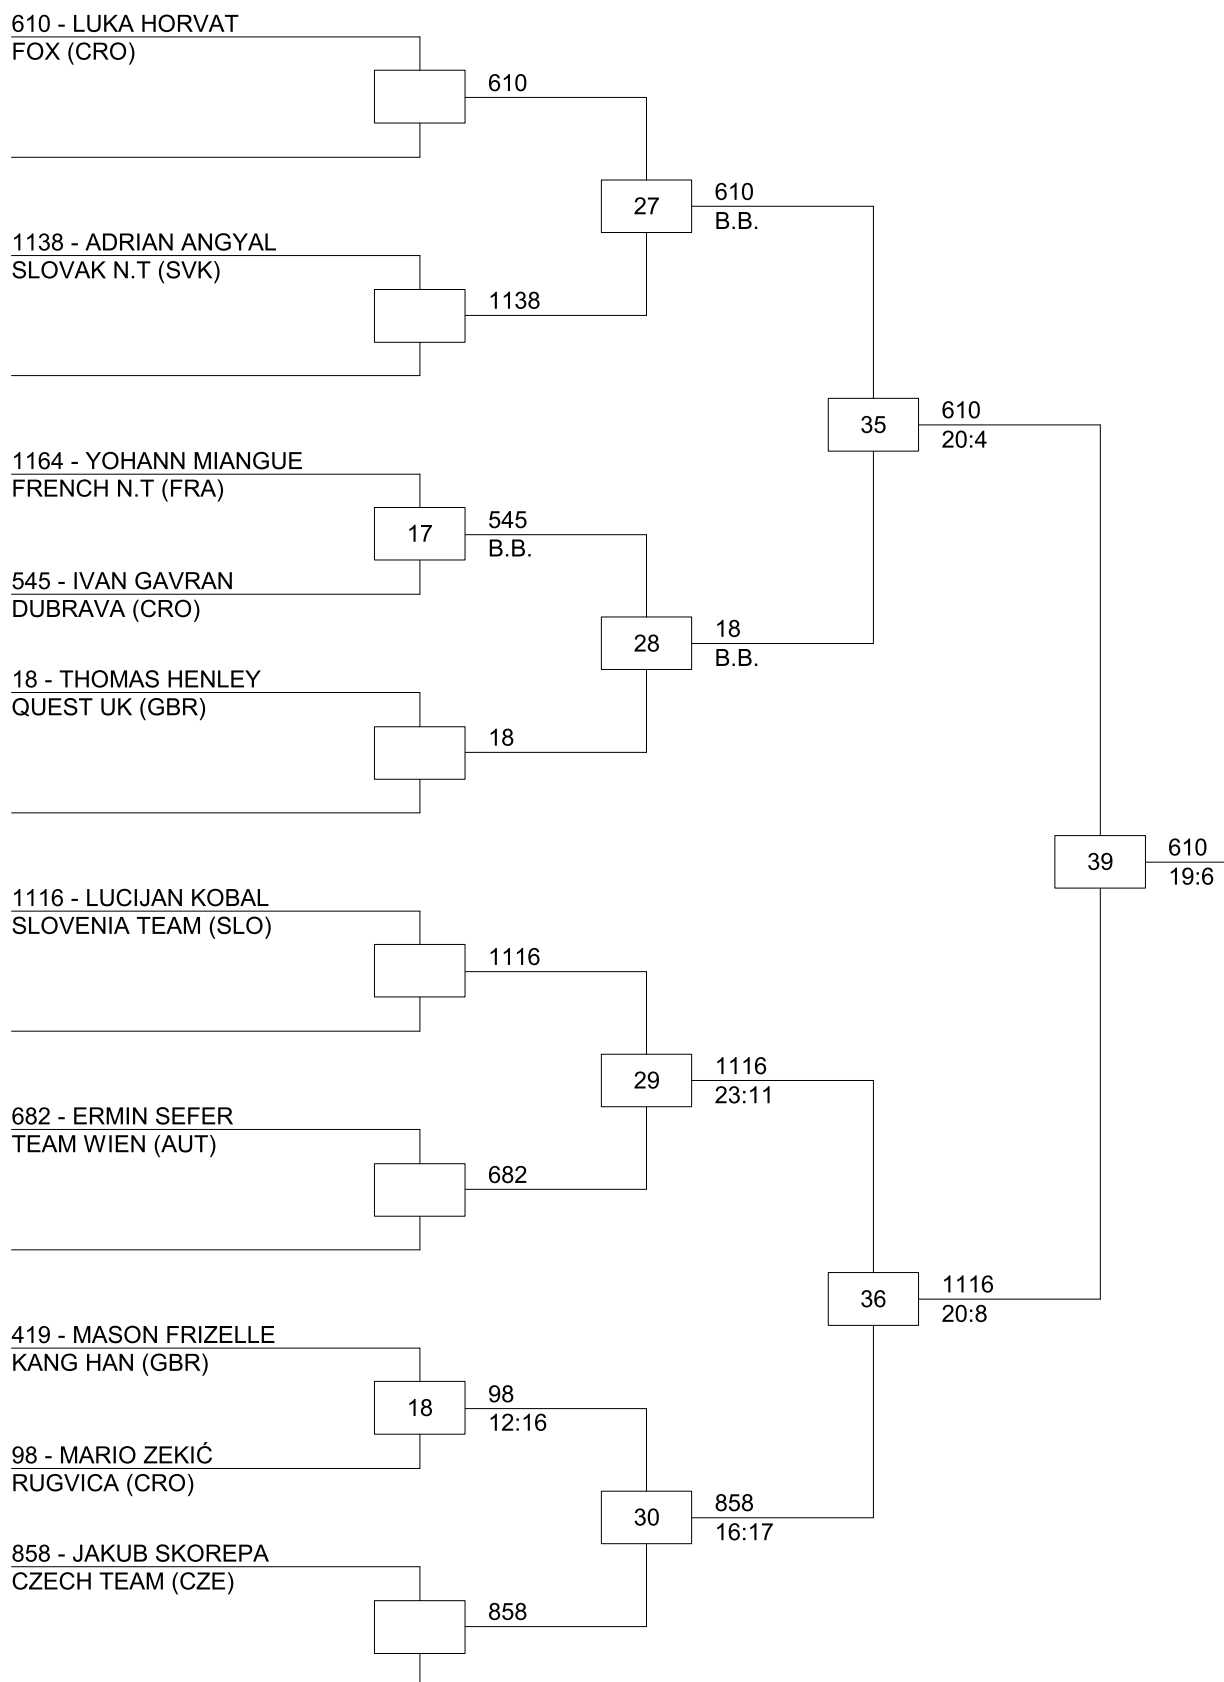 610 - LUKA HORVAT
FOX (CRO)
610
27
610
B.B.
1138 - ADRIAN ANGYAL
SLOVAK N.T (SVK)
1138
35
610
20:4
1164 - YOHANN MIANGUE
FRENCH N.T (FRA)
17
545
B.B.
545 - IVAN GAVRAN
DUBRAVA (CRO)
28
18
B.B.
18 - THOMAS HENLEY
QUEST UK (GBR)
18
39
610
19:6
1116 - LUCIJAN KOBAL
SLOVENIA TEAM (SLO)
1116
29
1116
23:11
682 - ERMIN SEFER
TEAM WIEN (AUT)
682
36
1116
20:8
419 - MASON FRIZELLE
KANG HAN (GBR)
18
98
12:16
98 - MARIO ZEKIĆ
RUGVICA (CRO)
30
858
16:17
858 - JAKUB SKOREPA
CZECH TEAM (CZE)
858